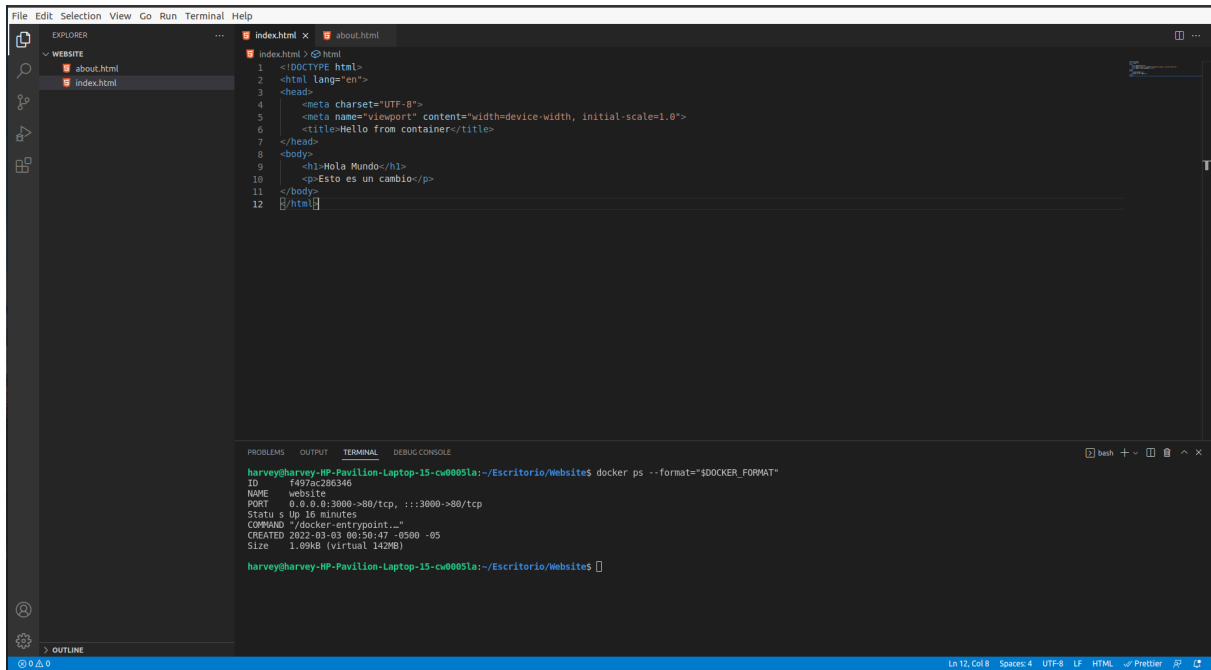 File Edit Selection View Go Run Terminal Help
EXPLORER ...
index.html × about.html ...
WEBSITE
about.html
index.html
index.html > html
1 <!DOCTYPE html>
2 <html lang="en">
3 <head>
4 <meta charset="UTF-8">
5 <meta name="viewport" content="width=device-width, initial-scale=1.0">
6 <title>Hello from container</title>
7 </head>
8 <body>
9 <h1>Hola Mundo</h1>
10 <p>Esto es un cambio</p>
11 </body>
12 </html>
PROBLEMS OUTPUT TERMINAL DEBUG CONSOLE bash
harvey@harvey-HP-Pavilion-Laptop-15-cw0005la:~/Escritorio/Website$ docker ps --format="$DOCKER_FORMAT"
ID f497ac286346
NAME website
PORT 0.0.0.0:3000->80/tcp, :::3000->80/tcp
Statu s Up 16 minutes
COMMAND "/docker-entrypoint.…"
CREATED 2022-03-03 00:50:47 -0500 -05
Size 1.09kB (virtual 142MB)
harvey@harvey-HP-Pavilion-Laptop-15-cw0005la:~/Escritorio/Website$
OUTLINE
0 0 Ln 12, Col 8 Spaces: 4 UTF-8 LF HTML Prettier